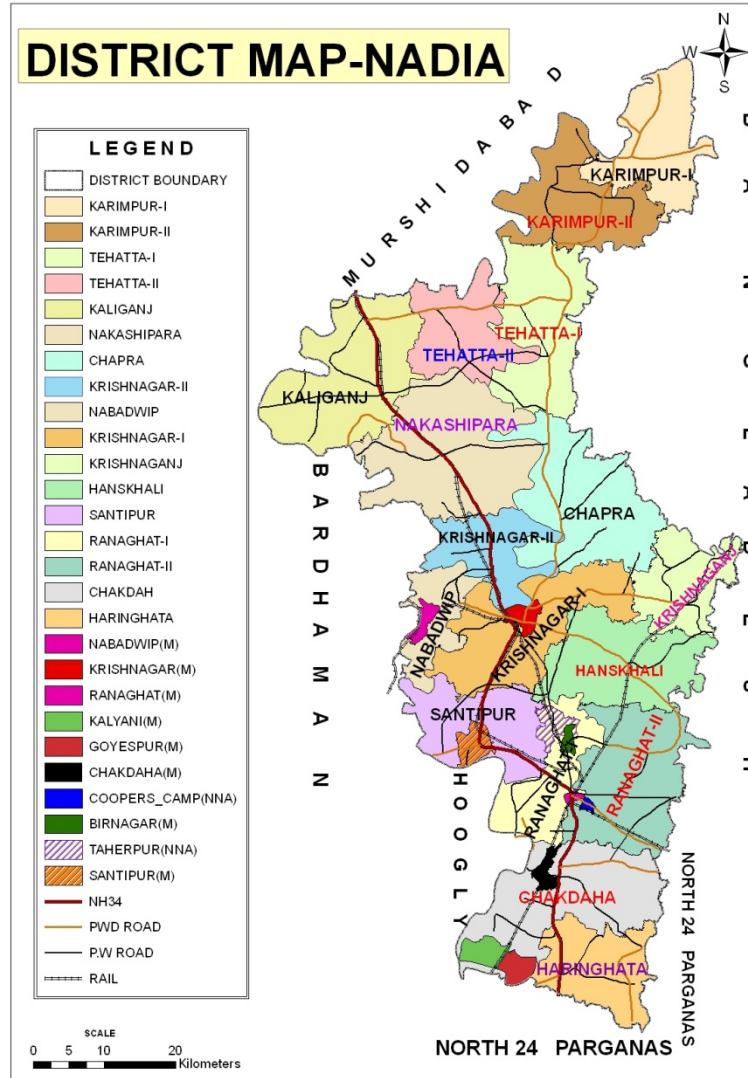 DISTRICT MAP-NADIA
N
W
S
LEGEND
DISTRICT BOUNDARY
KARIMPUR-I
KARIMPUR-II
TEHATTA-I
TEHATTA-II
KALIGANJ
NAKASHIPARA
CHAPRA
KRISHNAGAR-II
NABADWIP
KRISHNAGAR-I
KRISHNAGANJ
HANSKHALI
SANTIPUR
RANAGHAT-I
RANAGHAT-II
CHAKDAH
HARINGHATA
NABADWIP(M)
KRISHNAGAR(M)
RANAGHAT(M)
KALYANI(M)
GOYESPUR(M)
CHAKDAHA(M)
COOPERS_CAMP(NNA)
BIRNAGAR(M)
TAHERPUR(NNA)
SANTIPUR(M)
NH34
PWD ROAD
P.W ROAD
RAIL
SCALE
0 5 10 20
Kilometers
MURSHIDABAD
KARIMPUR-I
KARIMPUR-II
TEHATTA-I
TEHATTA-II
KALIGANJ
NAKASHIPARA
BARDHAMAN
CHAPRA
KRISHNAGAR-II
KRISHNAGANJ
NABADWIP
KRISHNAGAR-I
HANSKHALI
SANTIPUR
RANAGHAT-II
HOOGLY
CHAKDAHA
HARINGHATA
NORTH 24 PARGANAS
NORTH 24 PARGANAS